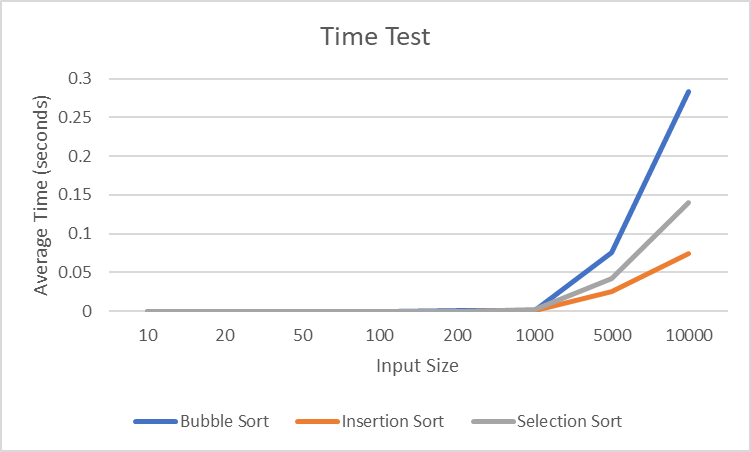 Time Test
0.3
0.25
0.2
0.15
0.1
0.05
0
Average Time (seconds)
10 20 50 100 200 1000 5000 10000
Input Size
Bubble Sort Insertion Sort Selection Sort